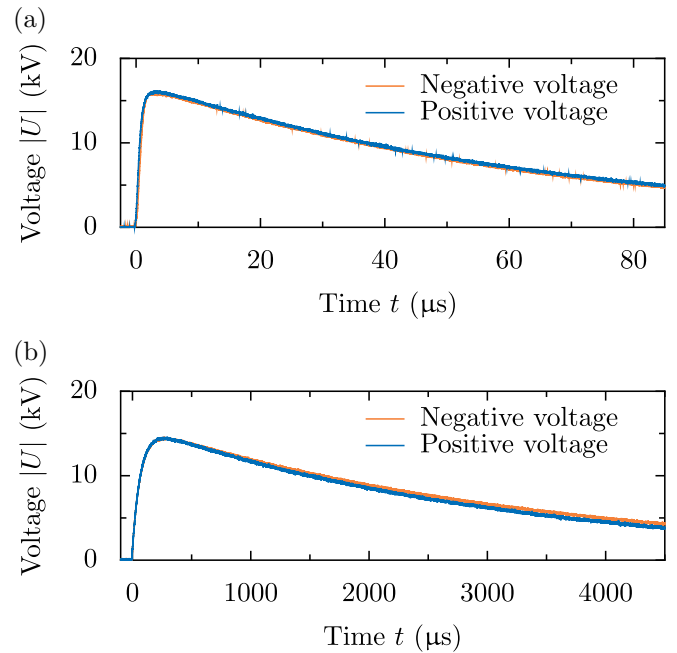 (a)
20
10
0
Voltage |U| (kV)
Negative voltage
Positive voltage
0 20 40 60 80
Time t (μs)
(b)
20
10
0
Voltage |U| (kV)
Negative voltage
Positive voltage
0 1000 2000 3000 4000
Time t (μs)